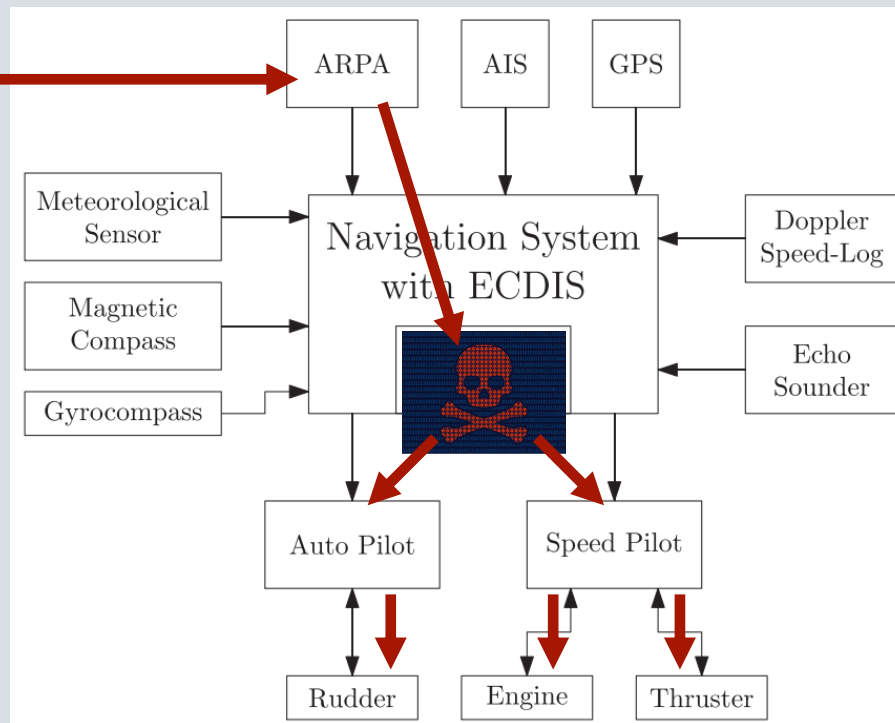 ARPA
AIS
GPS
Meteorological
Sensor
Navigation System
with ECDIS
Doppler
Speed-Log
Magnetic
Compass
Echo
Sounder
Gyrocompass
Auto Pilot
Speed Pilot
Rudder
Engine
Thruster